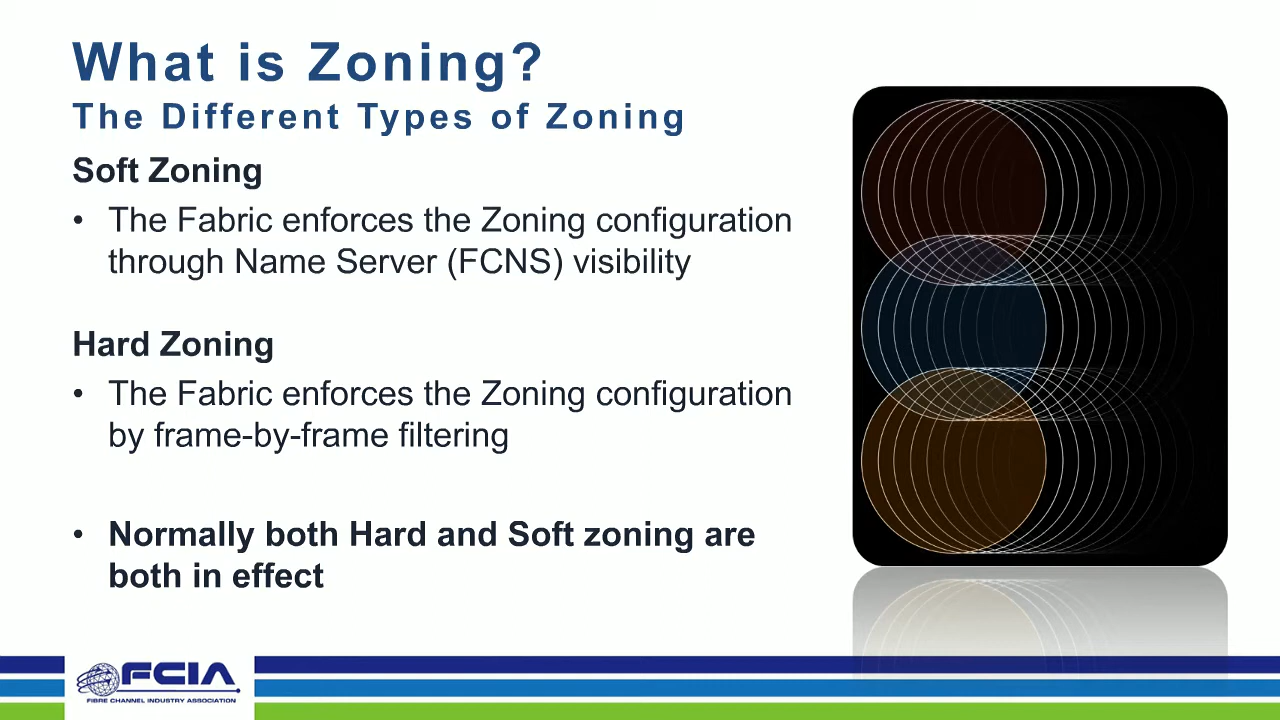 What is Zoning?
The Different Types of Zoning
Soft Zoning
• The Fabric enforces the Zoning configuration
through Name Server (FCNS) visibility
Hard Zoning
• The Fabric enforces the Zoning configuration
by frame-by-frame filtering
• Normally both Hard and Soft zoning are
both in effect
FCIA
FIBRE CHANNEL INDUSTRY ASSOCIATION